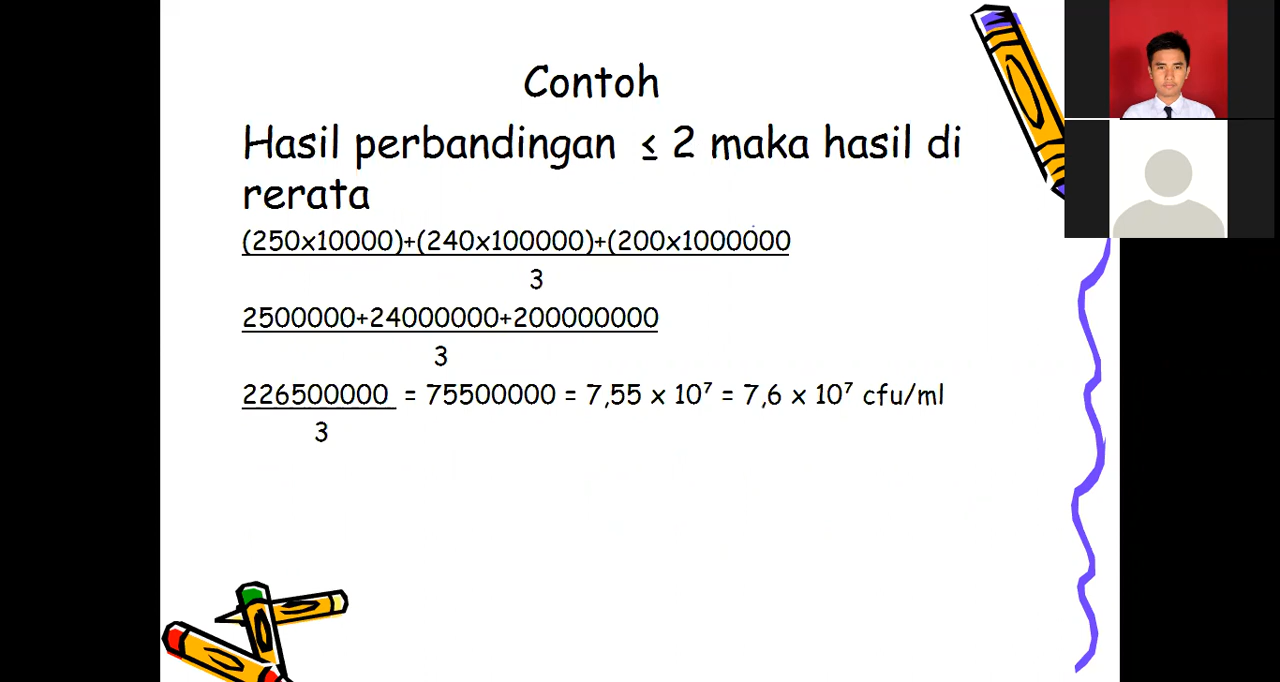 Contoh
Hasil perbandingan ≤ 2 maka hasil di
rerata
(250x10000)+(240x100000)+(200x1000000
3
2500000+24000000+200000000
3
226500000 = 75500000 = 7,55 x 10⁷ = 7,6 x 10⁷ cfu/ml
3